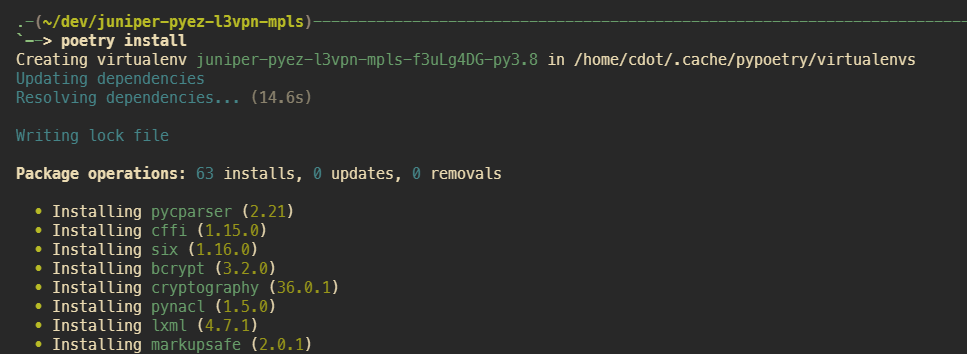 .-(~/dev/juniper-pyez-l3vpn-mpls)------------------------------------------------------------------------
`--> poetry install
Creating virtualenv juniper-pyez-l3vpn-mpls-f3uLg4DG-py3.8 in /home/cdot/.cache/pypoetry/virtualenvs
Updating dependencies
Resolving dependencies... (14.6s)
Writing lock file
Package operations: 63 installs, 0 updates, 0 removals
• Installing pycparser (2.21)
• Installing cffi (1.15.0)
• Installing six (1.16.0)
• Installing bcrypt (3.2.0)
• Installing cryptography (36.0.1)
• Installing pynacl (1.5.0)
• Installing lxml (4.7.1)
• Installing markupsafe (2.0.1)